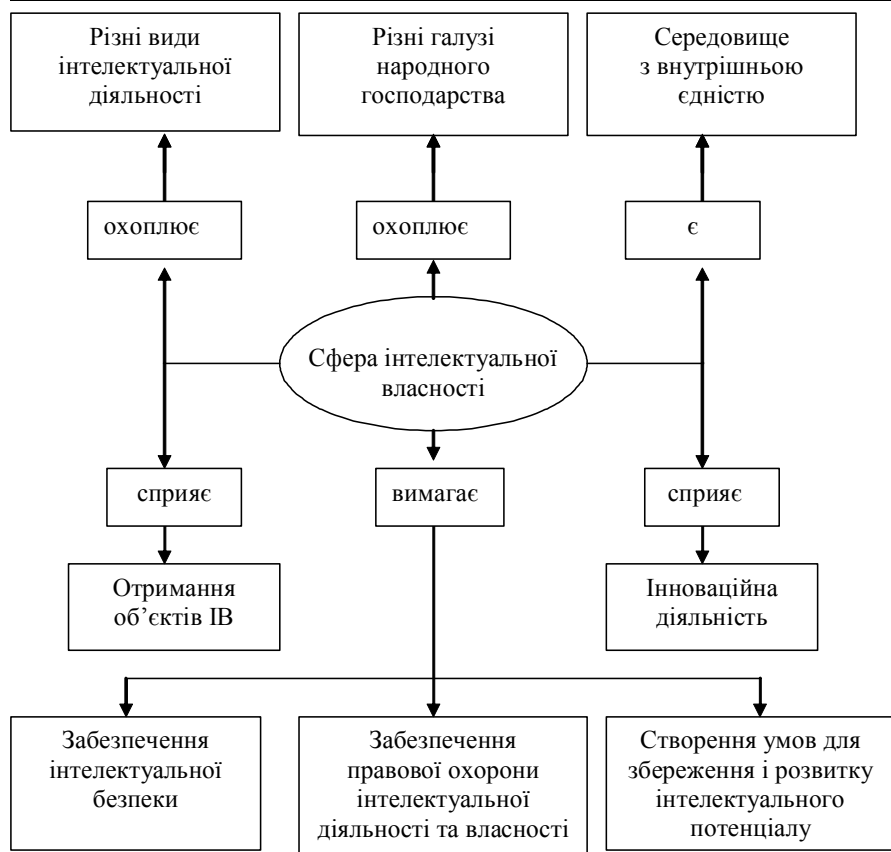 Різні види
інтелектуальної
діяльності
Різні галузі
народного
господарства
Середовище
з внутрішньою
єдністю
охоплює
охоплює
є
Сфера інтелектуальної
власності
сприяє
вимагає
сприяє
Отримання
об’єктів ІВ
Інноваційна
діяльність
Забезпечення
інтелектуальної
безпеки
Забезпечення
правової охорони
інтелектуальної
діяльності та власності
Створення умов для
збереження і розвитку
інтелектуального
потенціалу